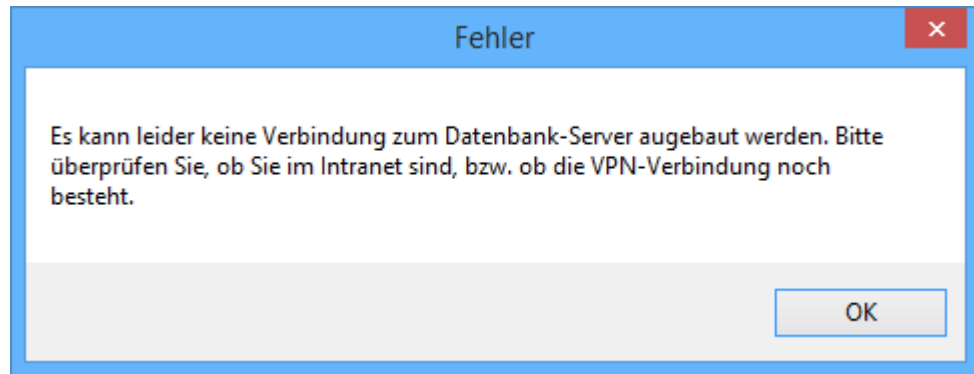 Fehler
Es kann leider keine Verbindung zum Datenbank-Server augebaut werden. Bitte
überprüfen Sie, ob Sie im Intranet sind, bzw. ob die VPN-Verbindung noch
besteht.
OK